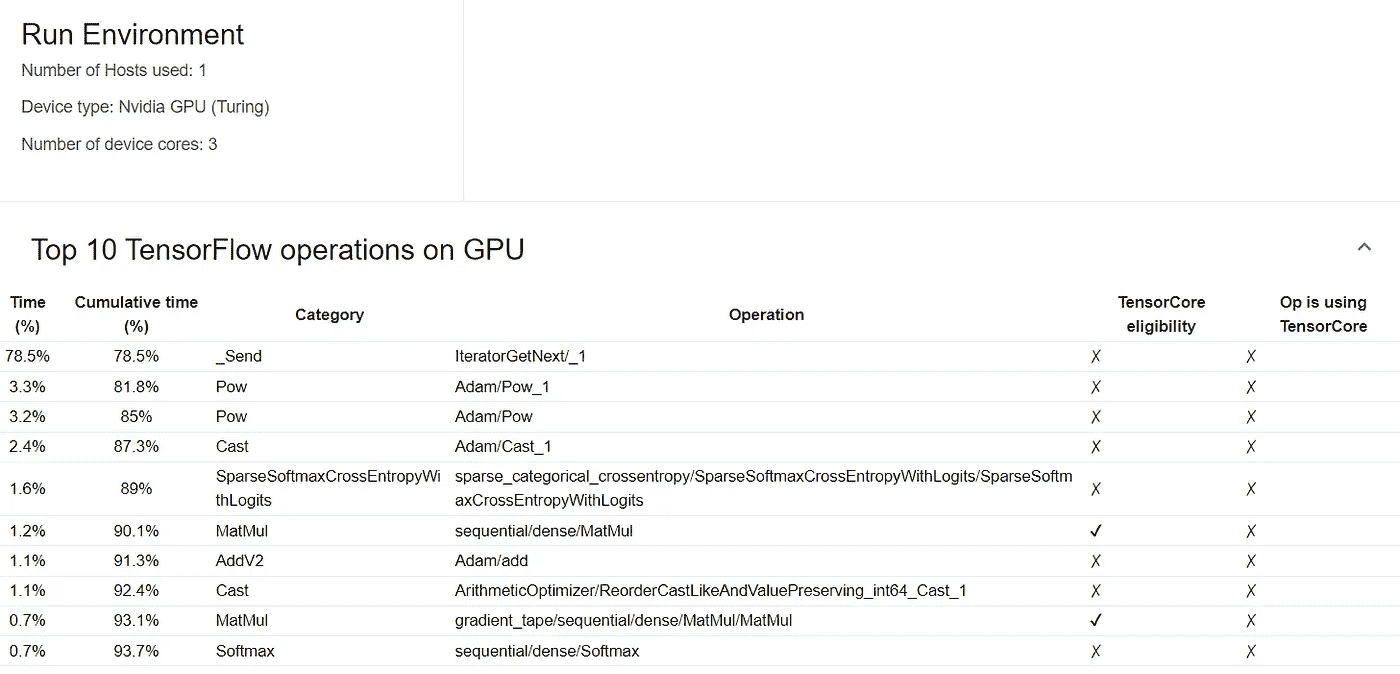 Run Environment
Number of Hosts used: 1
Device type: Nvidia GPU (Turing)
Number of device cores: 3
Top 10 TensorFlow operations on GPU
Time (%) Cumulative time (%) Category Operation TensorCore eligibility Op is using TensorCore
78.5% 78.5% _Send IteratorGetNext/_1 ✗ ✗
3.3% 81.8% Pow Adam/Pow_1 ✗ ✗
3.2% 85% Pow Adam/Pow ✗ ✗
2.4% 87.3% Cast Adam/Cast_1 ✗ ✗
1.6% 89% SparseSoftmaxCrossEntropyWithLogits sparse_categorical_crossentropy/SparseSoftmaxCrossEntropyWithLogits/SparseSoftmaxCrossEntropyWithLogits ✗ ✗
1.2% 90.1% MatMul sequential/dense/MatMul ✓ ✗
1.1% 91.3% AddV2 Adam/add ✗ ✗
1.1% 92.4% Cast ArithmeticOptimizer/ReorderCastLikeAndValuePreserving_int64_Cast_1 ✗ ✗
0.7% 93.1% MatMul gradient_tape/sequential/dense/MatMul/MatMul ✓ ✗
0.7% 93.7% Softmax sequential/dense/Softmax ✗ ✗